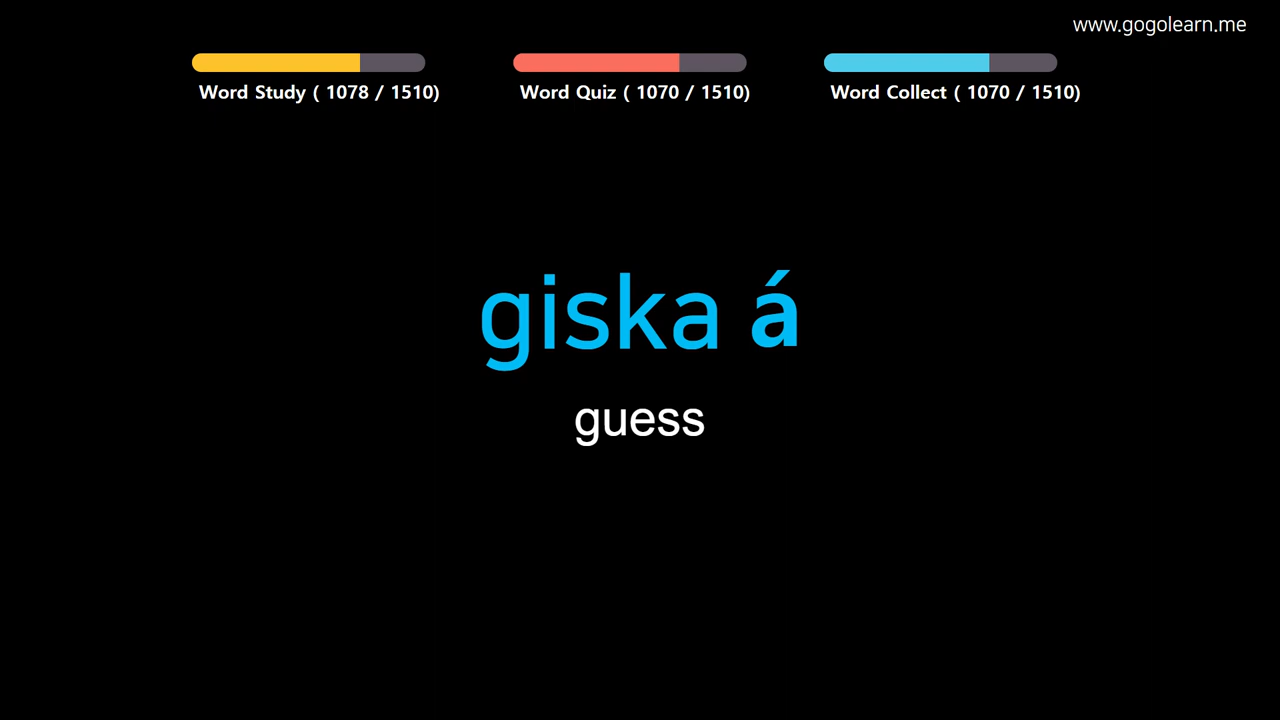 www.gogolearn.me
Word Study ( 1078 / 1510)
Word Quiz ( 1070 / 1510)
Word Collect ( 1070 / 1510)
giska á
guess